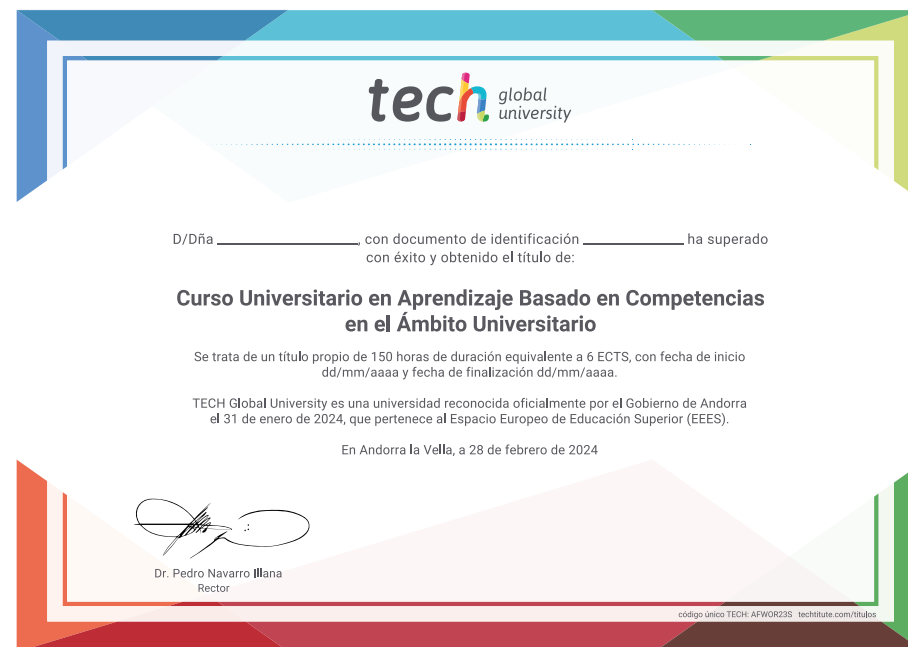 tech global university
D/Dña ____________________, con documento de identificación ______________ ha superado
con éxito y obtenido el título de:
Curso Universitario en Aprendizaje Basado en Competencias
en el Ámbito Universitario
Se trata de un título propio de 150 horas de duración equivalente a 6 ECTS, con fecha de inicio
dd/mm/aaaa y fecha de finalización dd/mm/aaaa.
TECH Global University es una universidad reconocida oficialmente por el Gobierno de Andorra
el 31 de enero de 2024, que pertenece al Espacio Europeo de Educación Superior (EEES).
En Andorra la Vella, a 28 de febrero de 2024
Dr. Pedro Navarro Illana
Rector
código único TECH: AFWOR23S techtitute.com/titulos